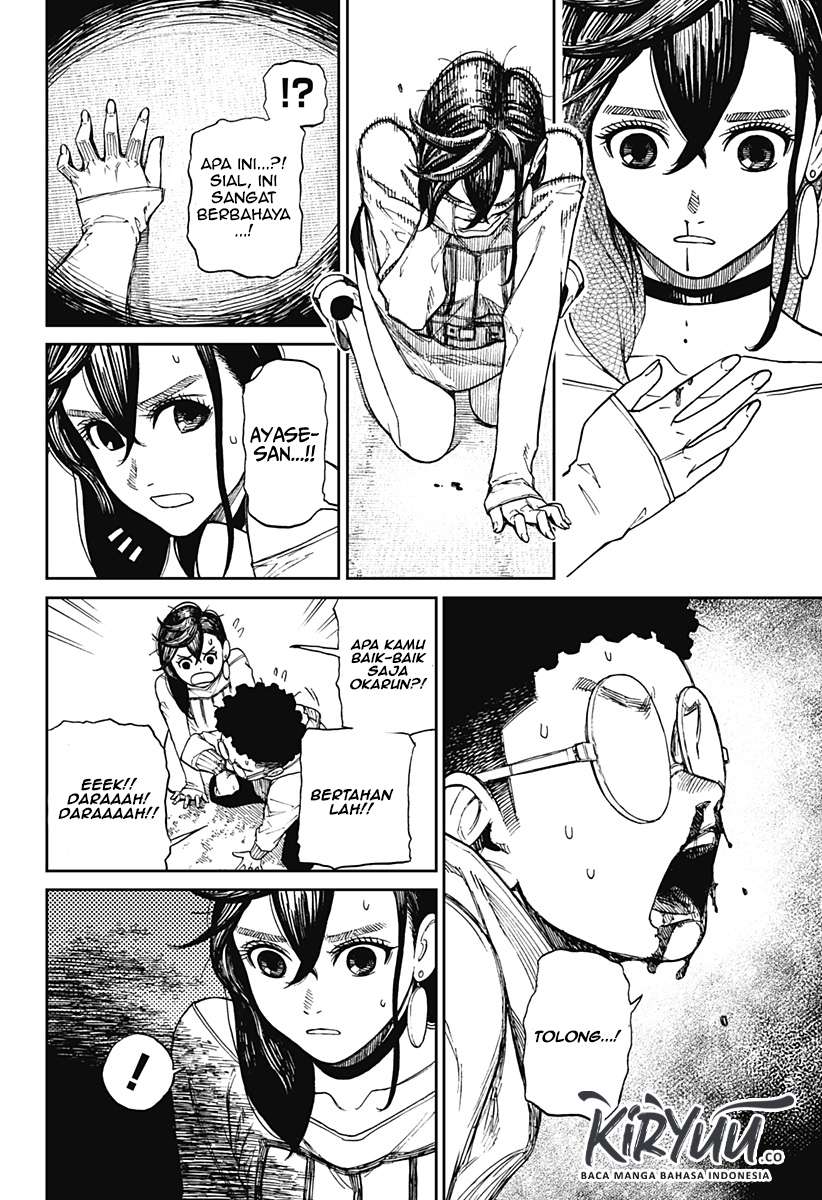 !?
APA INI...?!
SIAL, INI
SANGAT
BERBAHAYA
...!
AYASE-
SAN...!!
TOLONG...!
APA KAMU
BAIK-BAIK
SAJA
OKARUN?!
BERTAHAN
LAH!!
EEEK!!
DARAAAH!
DARAAAAH!!
!
KIRYUU.CO
BACA MANGA BAHASA INDONESIA